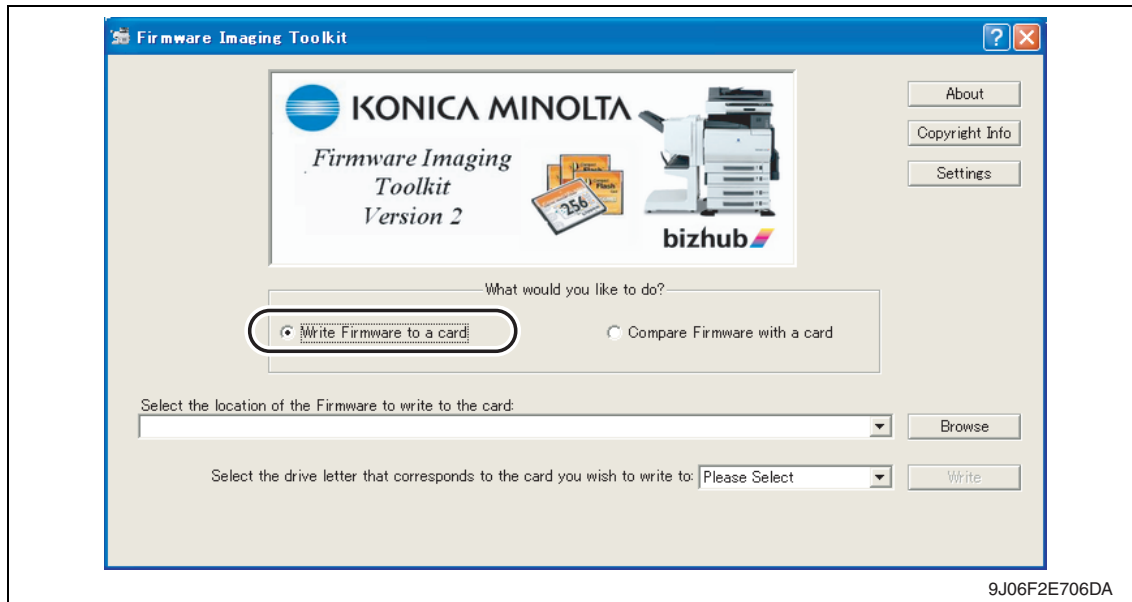 Firmware Imaging Toolkit
KONICA MINOLTA
Firmware Imaging
Toolkit
Version 2
256
bizhub
About
Copyright Info
Settings
What would you like to do?
Write Firmware to a card
Compare Firmware with a card
Select the location of the Firmware to write to the card:
Browse
Select the drive letter that corresponds to the card you wish to write to: Please Select
Write
9J06F2E706DA